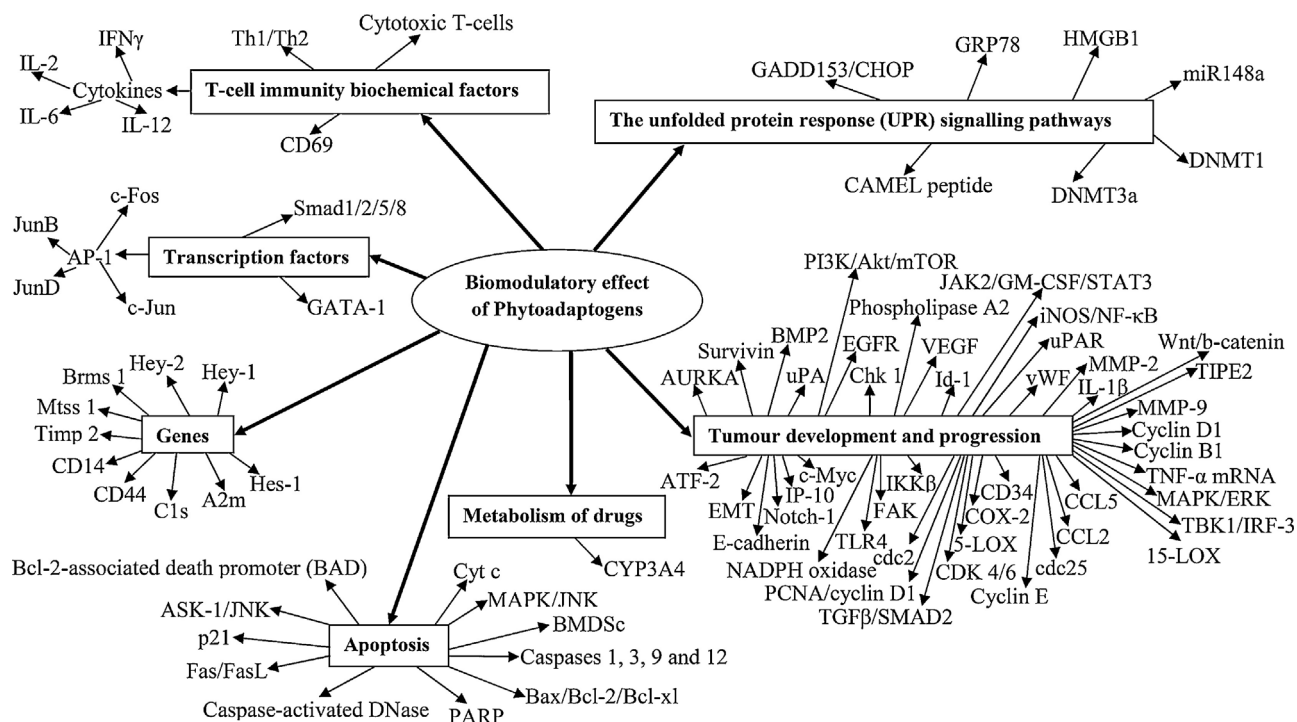 IFNγ
IL-2
Cytokines
IL-6
IL-12
Th1/Th2
Cytotoxic T-cells
T-cell immunity biochemical factors
CD69
GADD153/CHOP
GRP78
HMGB1
miR148a
The unfolded protein response (UPR) signalling pathways
CAMEL peptide
DNMT3a
DNMT1
c-Fos
JunB
AP-1
JunD
c-Jun
Smad1/2/5/8
Transcription factors
GATA-1
Biomodulatory effect
of Phytoadaptogens
Brms 1
Hey-2
Hey-1
Mtss 1
Timp 2
Genes
CD14
CD44
C1s
A2m
Hes-1
Metabolism of drugs
CYP3A4
Bcl-2-associated death promoter (BAD)
Cyt c
ASK-1/JNK
MAPK/JNK
p21
BMDSc
Apoptosis
Fas/FasL
Caspases 1, 3, 9 and 12
Caspase-activated DNase
PARP
Bax/Bcl-2/Bcl-xl
PI3K/Akt/mTOR
JAK2/GM-CSF/STAT3
Phospholipase A2
iNOS/NF-κB
BMP2
Survivin
EGFR
VEGF
uPAR
Wnt/b-catenin
AURKA
uPA
Chk 1
Id-1
vWF
MMP-2
IL-1β
TIPE2
MMP-9
Tumour development and progression
Cyclin D1
Cyclin B1
TNF-α mRNA
MAPK/ERK
TBK1/IRF-3
15-LOX
ATF-2
c-Myc
IP-10
IKKβ
CD34
CCL5
EMT
Notch-1
FAK
COX-2
E-cadherin
TLR4
cdc2
5-LOX
CCL2
NADPH oxidase
CDK 4/6
cdc25
PCNA/cyclin D1
Cyclin E
TGFβ/SMAD2